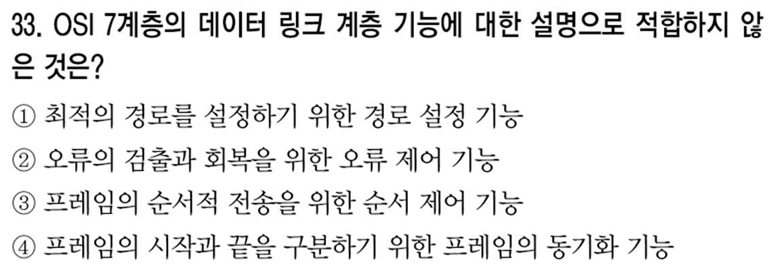 33. OSI 7계층의 데이터 링크 계층 기능에 대한 설명으로 적합하지 않
은 것은?
① 최적의 경로를 설정하기 위한 경로 설정 기능
② 오류의 검출과 회복을 위한 오류 제어 기능
③ 프레임의 순서적 전송을 위한 순서 제어 기능
④ 프레임의 시작과 끝을 구분하기 위한 프레임의 동기화 기능